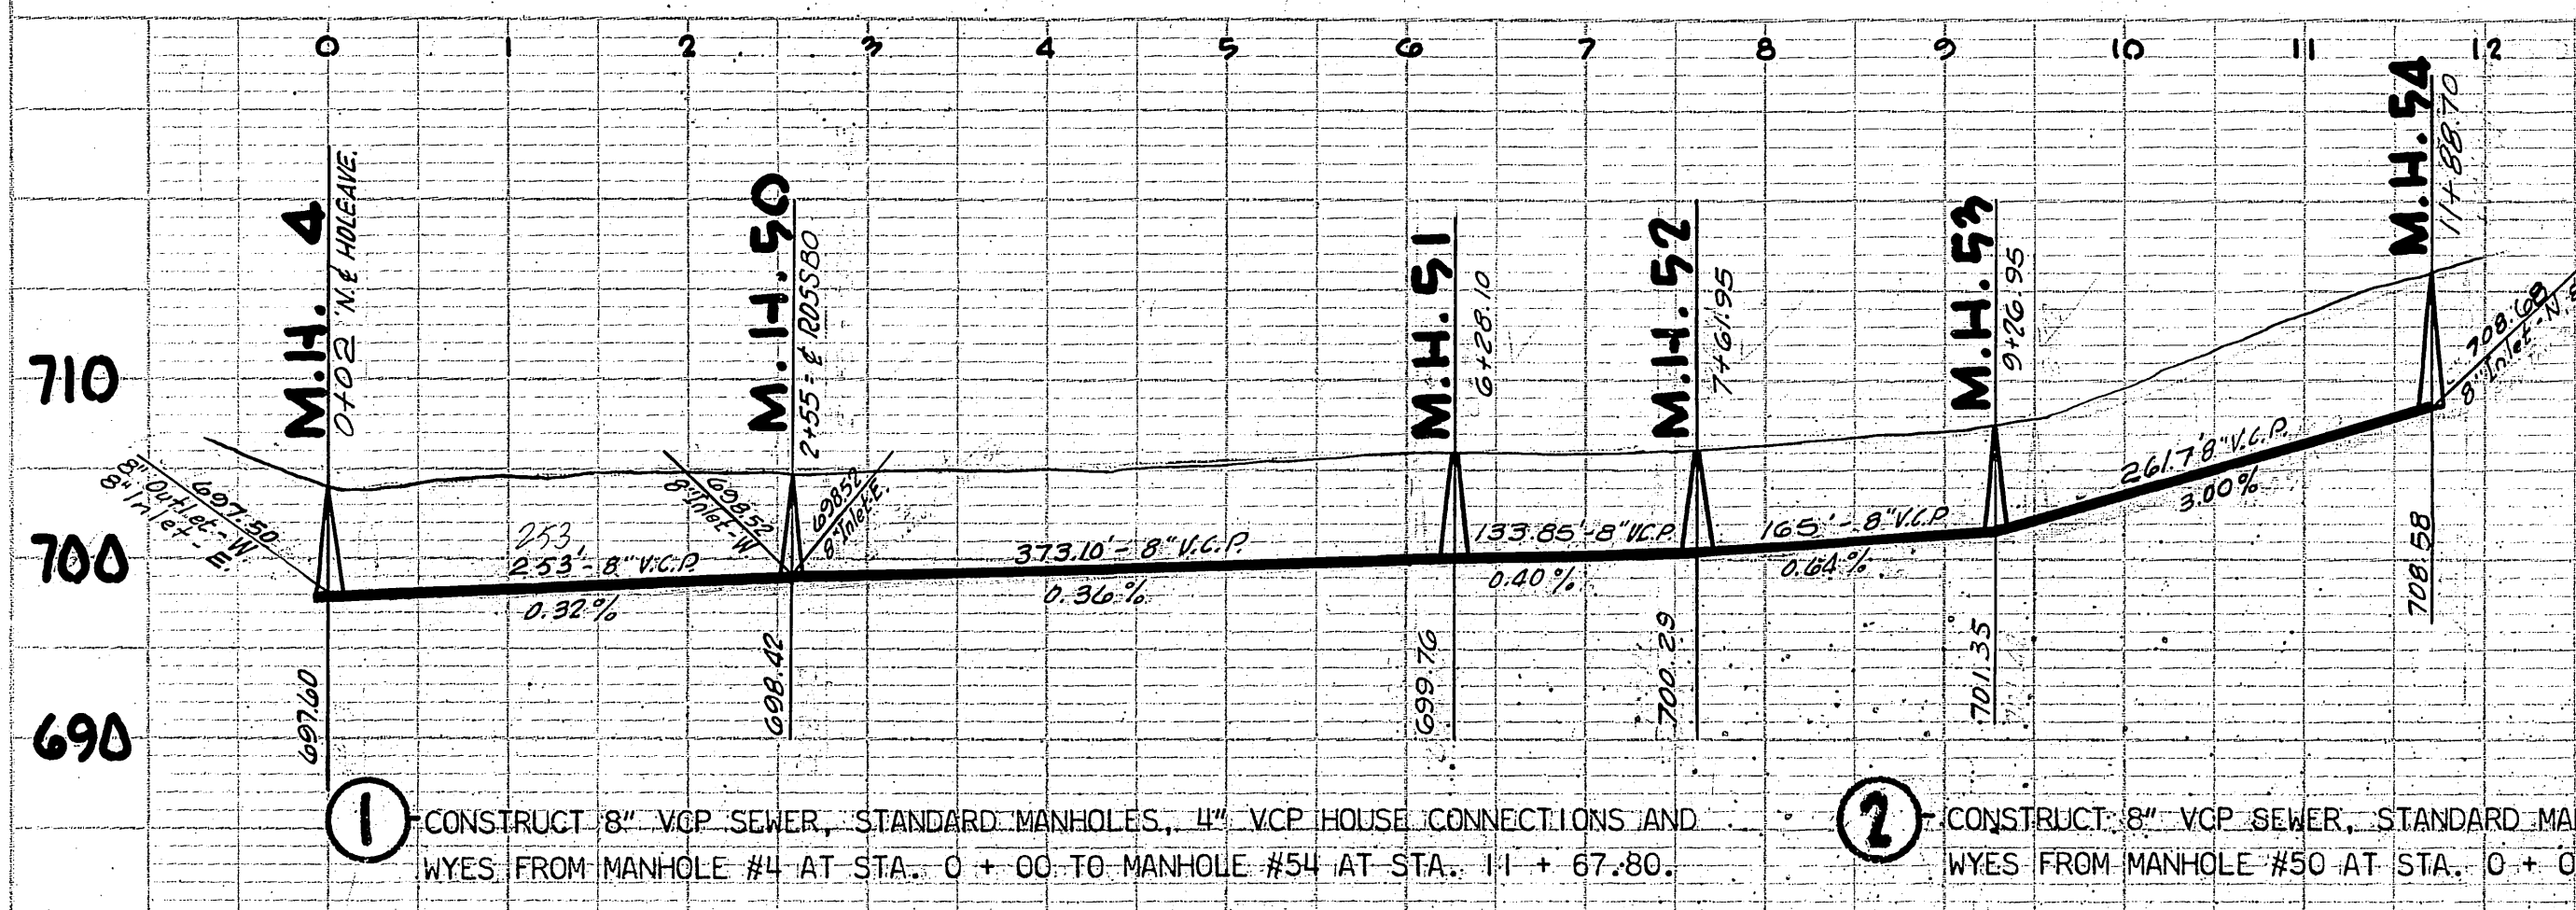 0 1 2 3 4 5 6 7 8 9 10 11 12
M.H. 4
0+02 'N. ₵ HOLEAVE.
M.H. 50
2+55 = ₵ ROSSBO
M.H. 51
6+28.10
M.H. 52
7+61.95
M.H. 53
9+26.95
M.H. 54
11+88.70
710
700
690
697.50
8" Outlet - W
8" Inlet - E.
253
253' - 8" V.C.P.
0.32%
698.52
8" Inlet - W
698.52
8" Inlet E.
373.10' - 8" V.C.P.
0.36%
133.85' - 8" V.C.P.
0.40%
165' - 8" V.C.P.
0.64%
261.7' 8" V.C.P.
3.00%
708.68
8" Inlet - N.
697.60
698.42
699.76
700.29
701.35
708.58
1 CONSTRUCT 8" VCP SEWER, STANDARD MANHOLES, 4" VCP HOUSE CONNECTIONS AND
WYES FROM MANHOLE #4 AT STA. 0 + 00 TO MANHOLE #54 AT STA. 11 + 67.80.
2 CONSTRUCT 8" VCP SEWER, STANDARD MA
WYES FROM MANHOLE #50 AT STA. 0 + 0